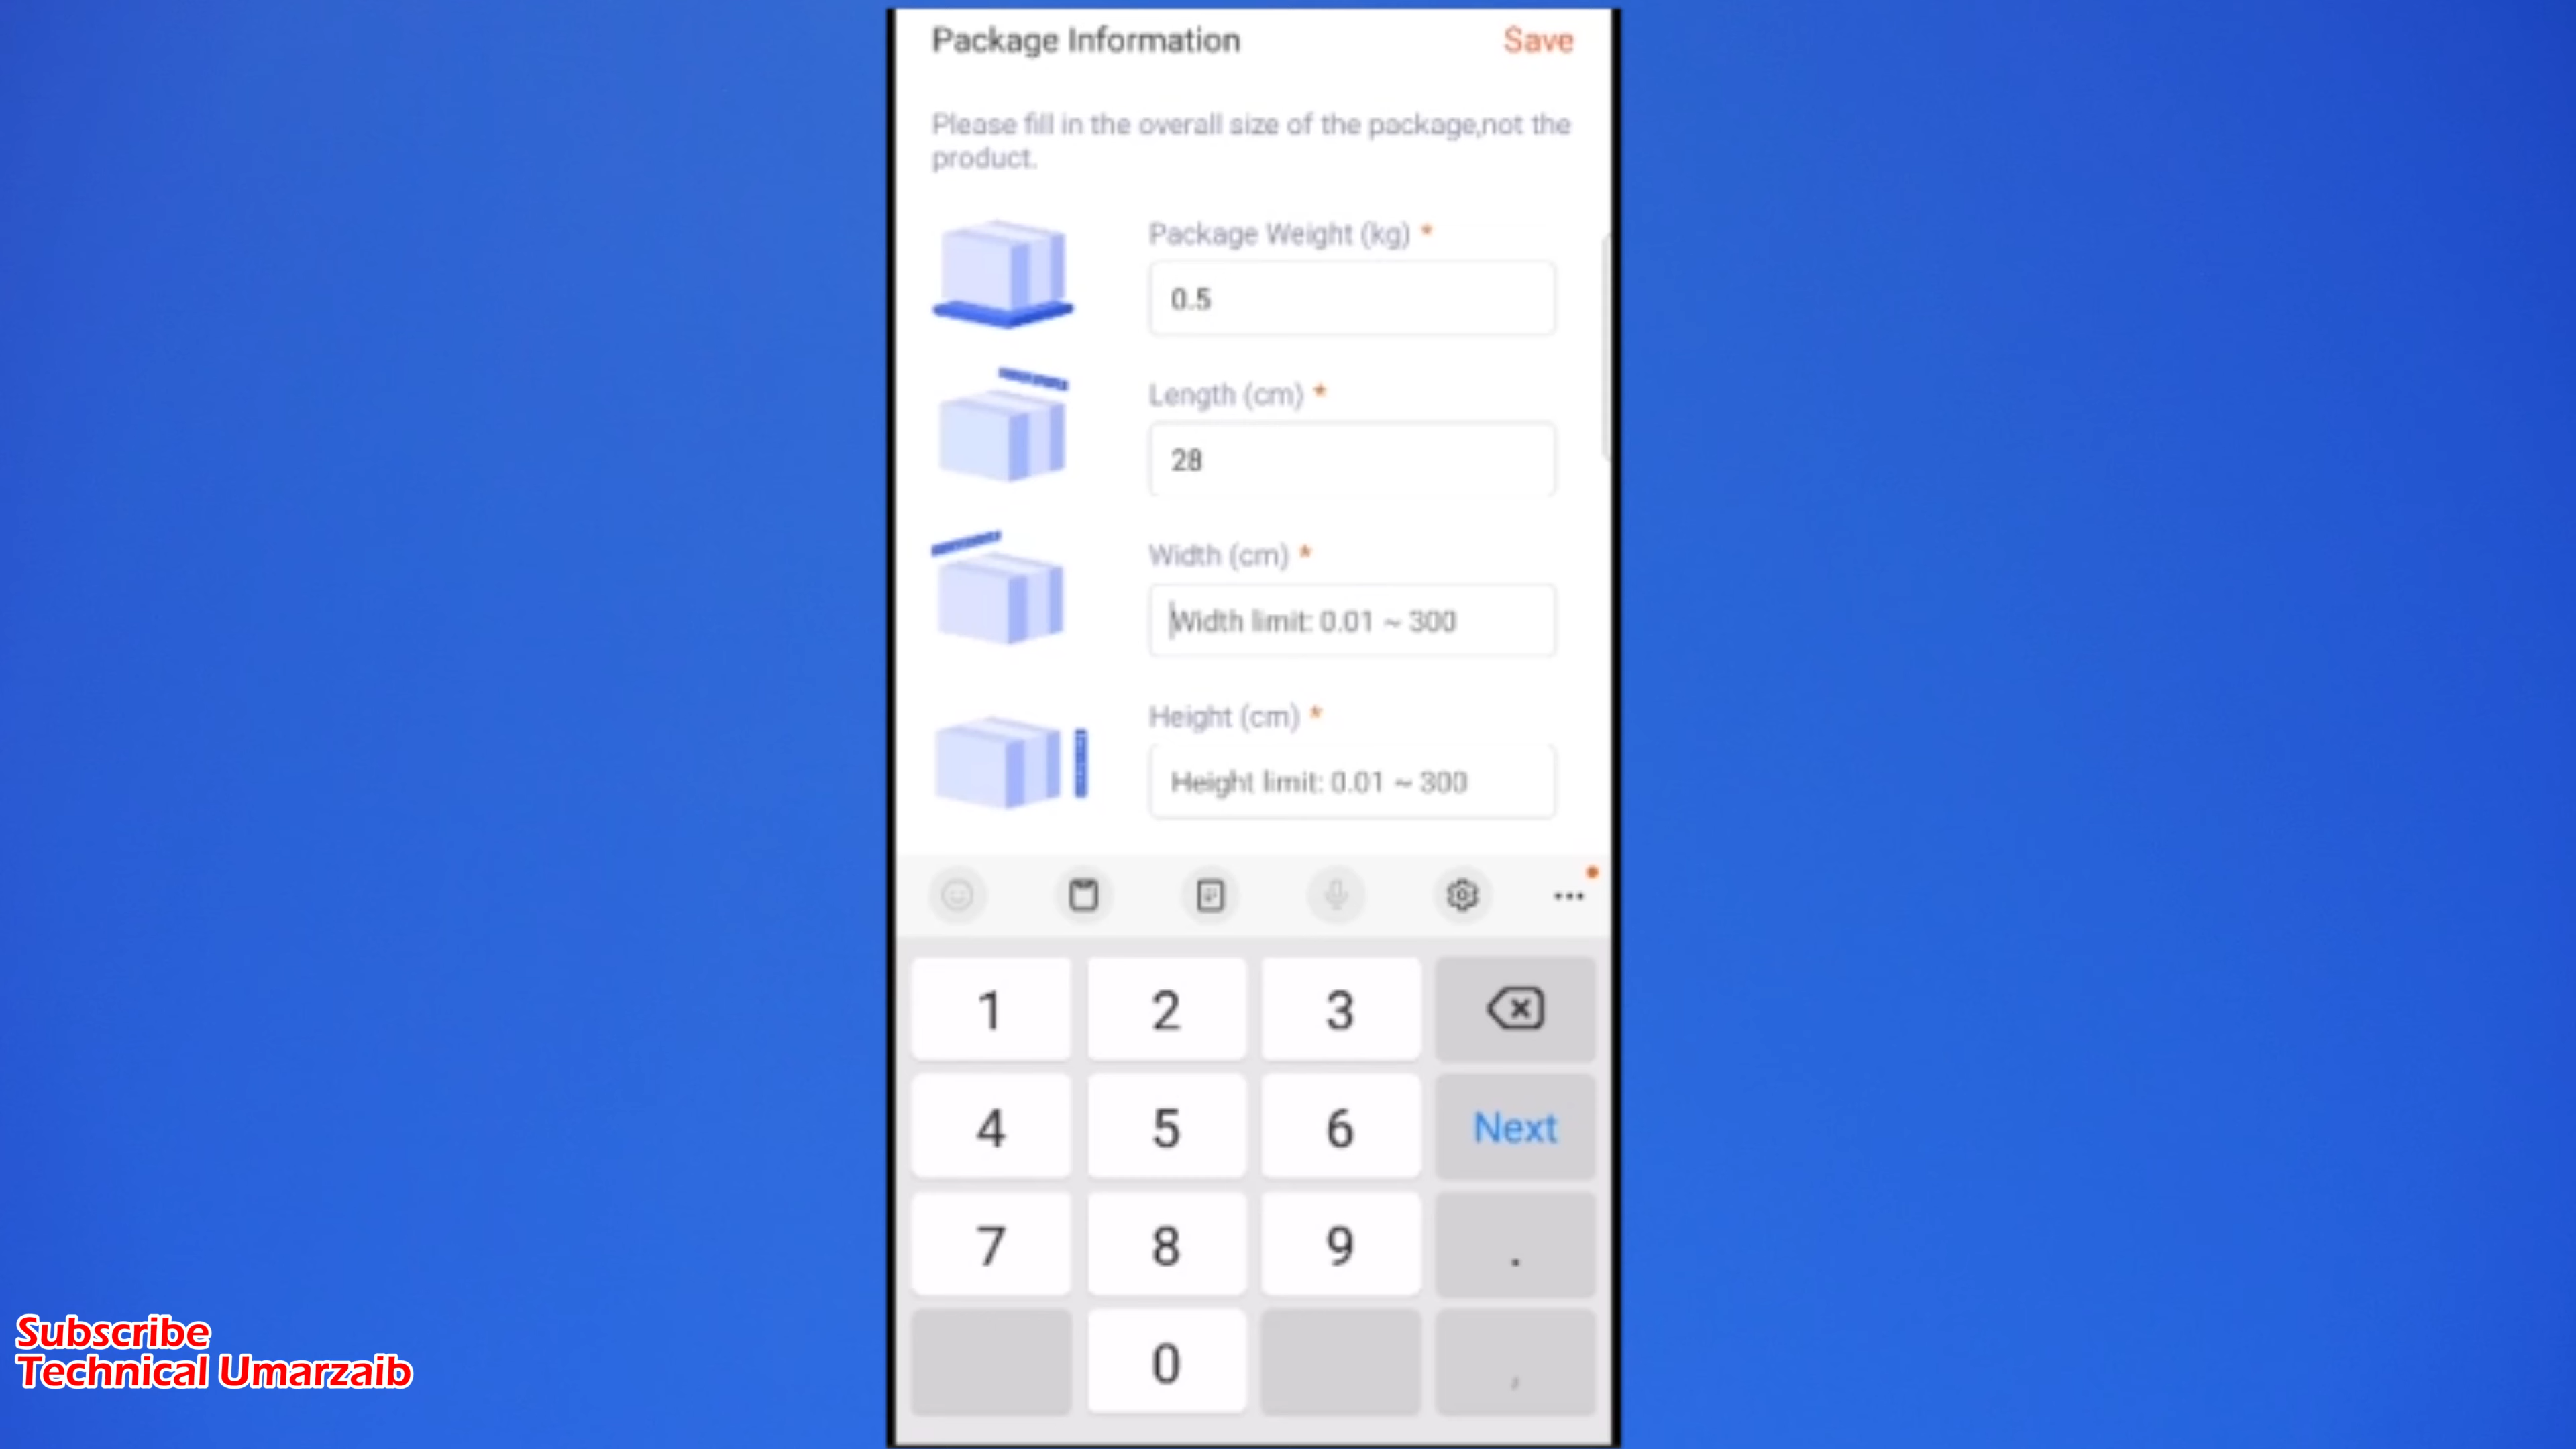 Package Information
Save
Please fill in the overall size of the package,not the
product.
Package Weight (kg) *
0.5
Length (cm) *
28
Width (cm) *
Width limit: 0.01 ~ 300
Height (cm) *
Height limit: 0.01 ~ 300
1 2 3
4 5 6 Next
7 8 9 .
0 ,
Subscribe
Technical Umarzaib